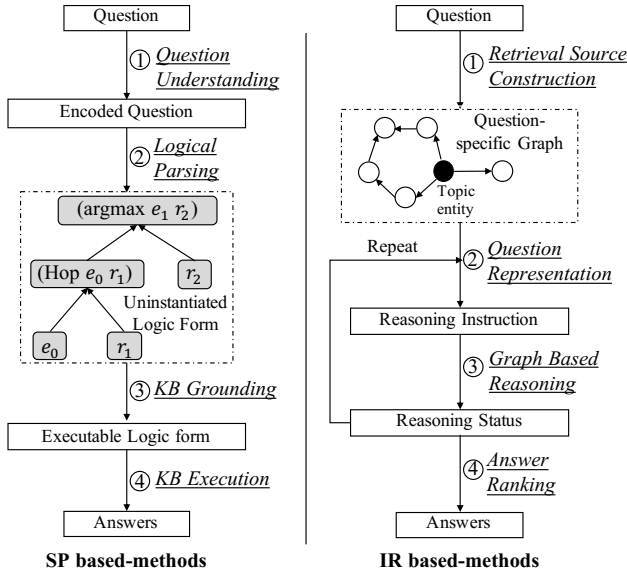 Question
① Question
Understanding
Encoded Question
② Logical
Parsing
(argmax e₁ r₂)
(Hop e₀ r₁)
r₂
Uninstantiated
Logic Form
e₀
r₁
③ KB Grounding
Executable Logic form
④ KB Execution
Answers
SP based-methods
Question
① Retrieval Source
Construction
Question-
specific Graph
Topic
entity
Repeat
② Question
Representation
Reasoning Instruction
③ Graph Based
Reasoning
Reasoning Status
④ Answer
Ranking
Answers
IR based-methods